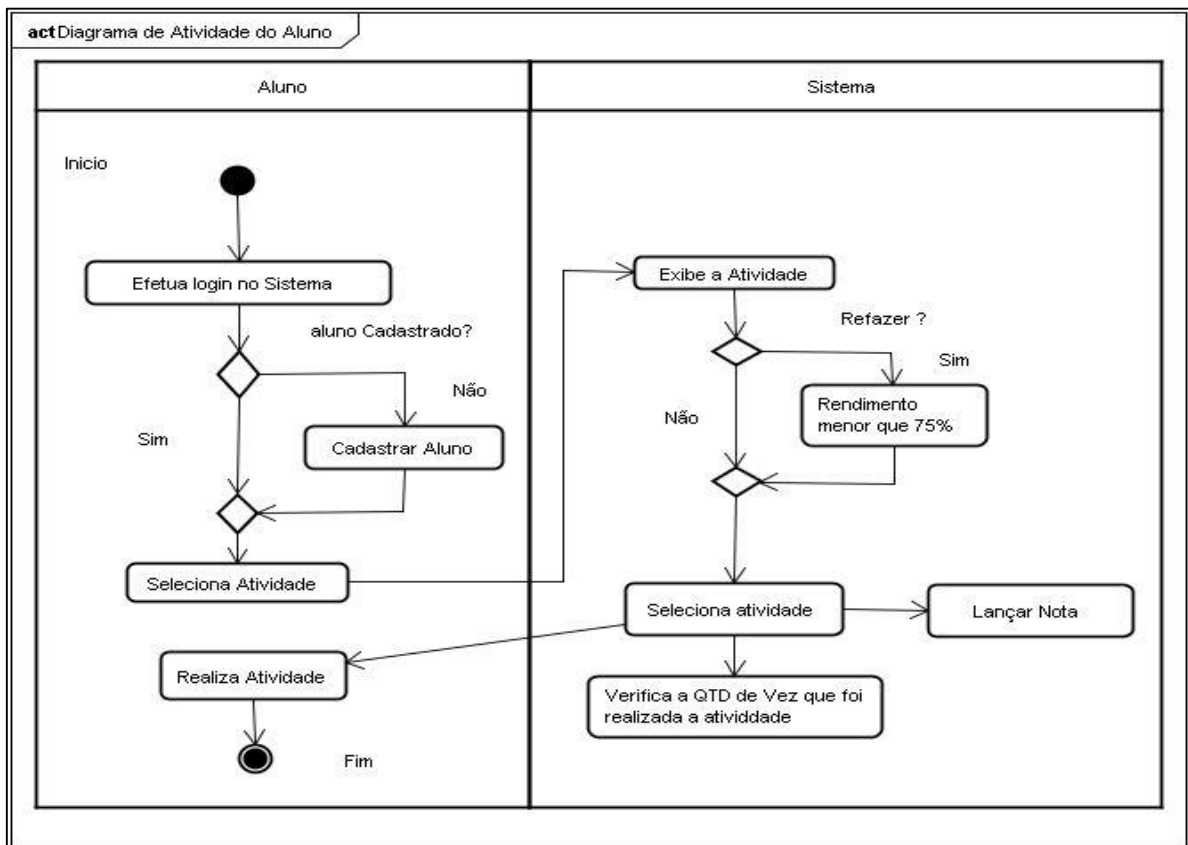 act Diagrama de Atividade do Aluno
Aluno
Sistema
Inicio
Efetua login no Sistema
aluno Cadastrado?
Não
Sim
Cadastrar Aluno
Seleciona Atividade
Realiza Atividade
Fim
Exibe a Atividade
Refazer ?
Sim
Não
Rendimento
menor que 75%
Seleciona atividade
Lançar Nota
Verifica a QTD de Vez que foi
realizada a atividdade